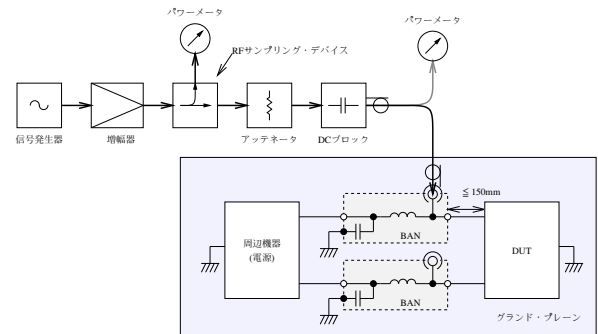 パワーメータ
パワーメータ
RFサンプリング・デバイス
信号発生器
増幅器
アッテネータ
DCブロック
≦ 150mm
周辺機器
(電源)
BAN
DUT
BAN
グランド・プレーン